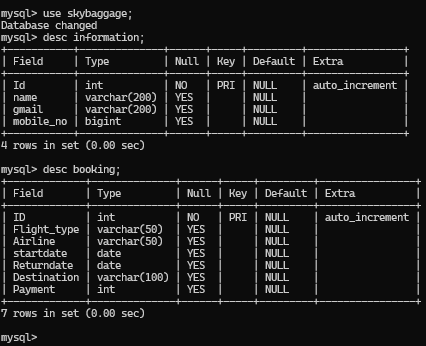 mysql> use skybaggage;
Database changed
mysql> desc information;
+-----------+--------------+------+-----+---------+----------------+
| Field     | Type         | Null | Key | Default | Extra          |
+-----------+--------------+------+-----+---------+----------------+
| Id        | int          | NO   | PRI | NULL    | auto_increment |
| name      | varchar(200) | YES  |     | NULL    |                |
| gmail     | varchar(200) | YES  |     | NULL    |                |
| mobile_no | bigint       | YES  |     | NULL    |                |
+-----------+--------------+------+-----+---------+----------------+
4 rows in set (0.00 sec)
mysql> desc booking;
+-------------+--------------+------+-----+---------+----------------+
| Field       | Type         | Null | Key | Default | Extra          |
+-------------+--------------+------+-----+---------+----------------+
| ID          | int          | NO   | PRI | NULL    | auto_increment |
| Flight_type | varchar(50)  | YES  |     | NULL    |                |
| Airline     | varchar(50)  | YES  |     | NULL    |                |
| startdate   | date         | YES  |     | NULL    |                |
| Returndate  | date         | YES  |     | NULL    |                |
| Destination | varchar(100) | YES  |     | NULL    |                |
| Payment     | int          | YES  |     | NULL    |                |
+-------------+--------------+------+-----+---------+----------------+
7 rows in set (0.00 sec)
mysql>